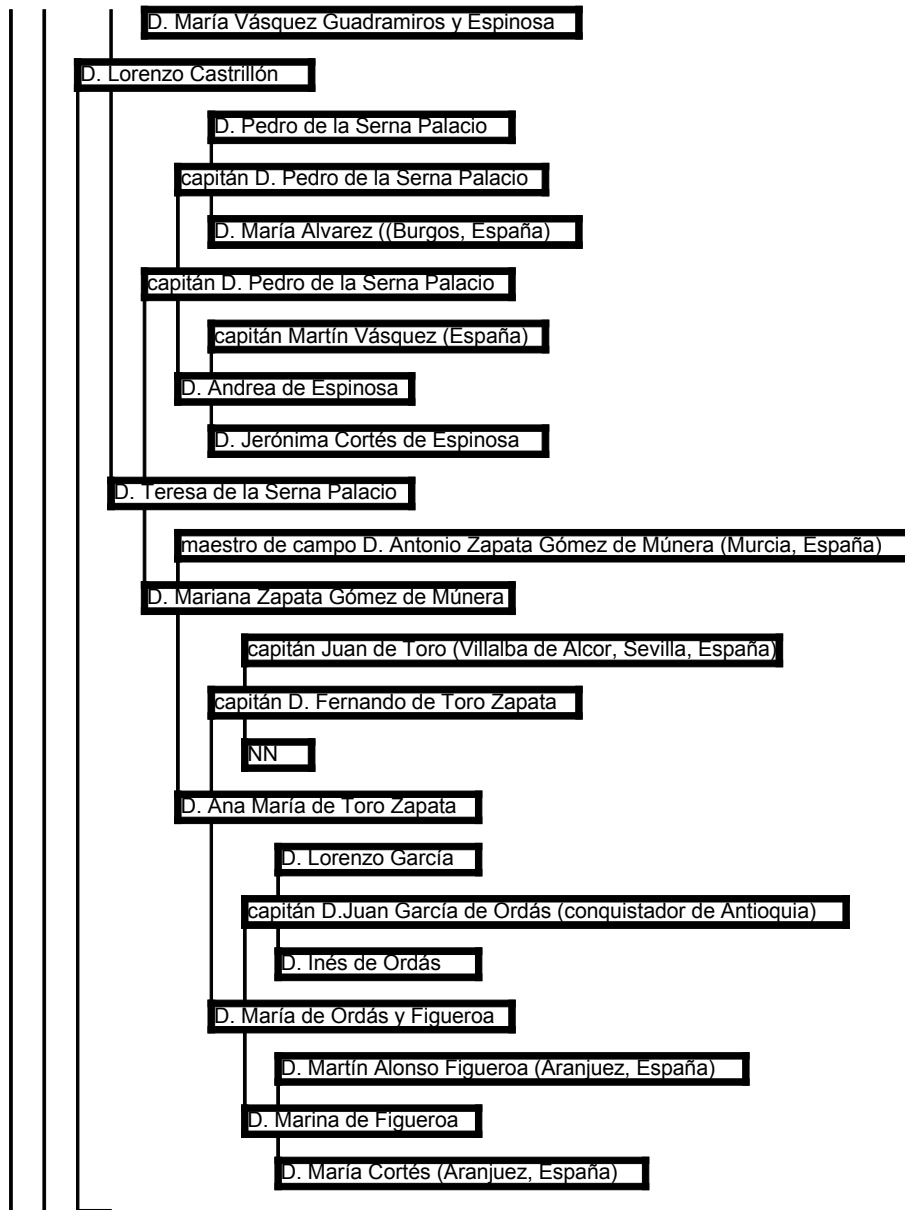 D. María Vásquez Guadramiros y Espinosa
D. Lorenzo Castrillón
D. Pedro de la Serna Palacio
capitán D. Pedro de la Serna Palacio
D. María Alvarez ((Burgos, España)
capitán D. Pedro de la Serna Palacio
capitán Martín Vásquez (España)
D. Andrea de Espinosa
D. Jerónima Cortés de Espinosa
D. Teresa de la Serna Palacio
maestro de campo D. Antonio Zapata Gómez de Múnera (Murcia, España)
D. Mariana Zapata Gómez de Múnera
capitán Juan de Toro (Villalba de Alcor, Sevilla, España)
capitán D. Fernando de Toro Zapata
NN
D. Ana María de Toro Zapata
D. Lorenzo García
capitán D.Juan García de Ordás (conquistador de Antioquia)
D. Inés de Ordás
D. María de Ordás y Figueroa
D. Martín Alonso Figueroa (Aranjuez, España)
D. Marina de Figueroa
D. María Cortés (Aranjuez, España)